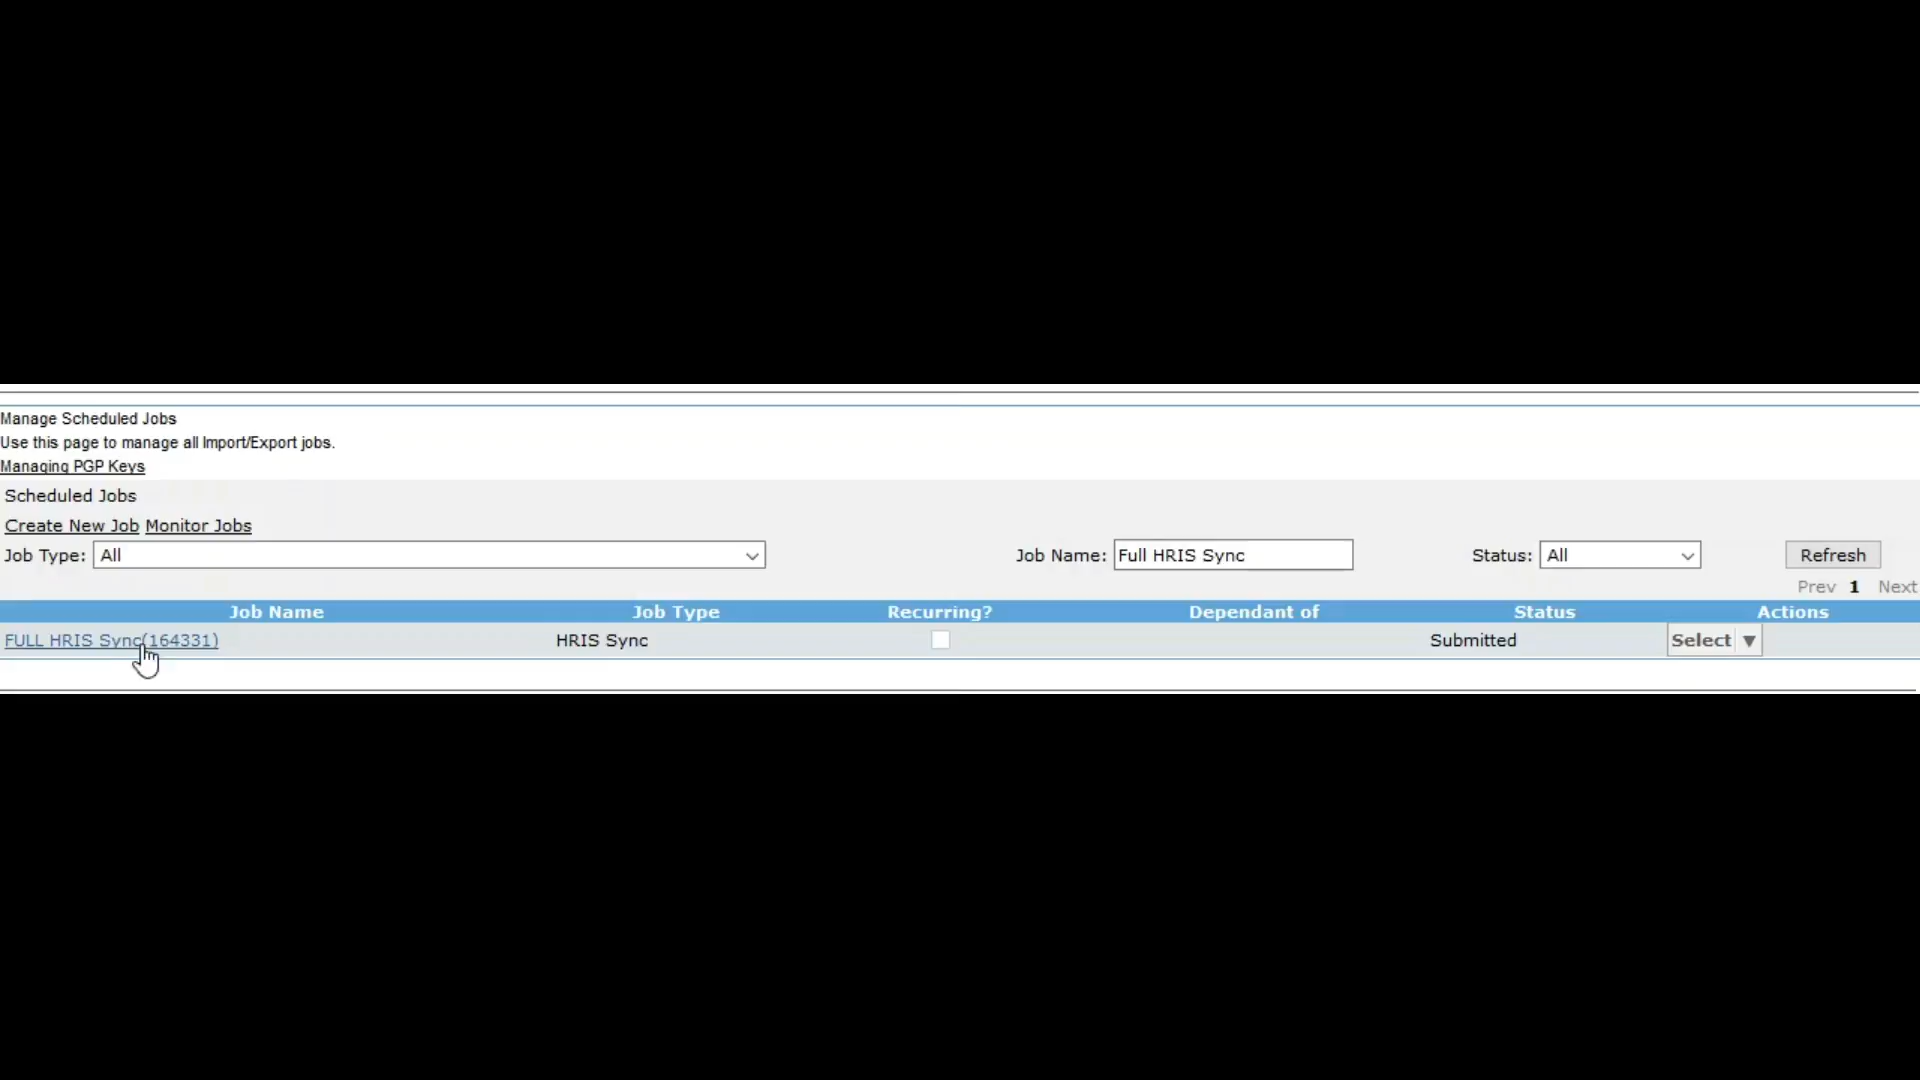 Manage Scheduled Jobs
Use this page to manage all Import/Export jobs.
Managing PGP Keys
Scheduled Jobs
Create New Job Monitor Jobs
Job Type: All Job Name: Full HRIS Sync Status: All Refresh
Prev 1 Next
Job Name Job Type Recurring? Dependant of Status Actions
FULL HRIS Sync(164331) HRIS Sync Submitted Select